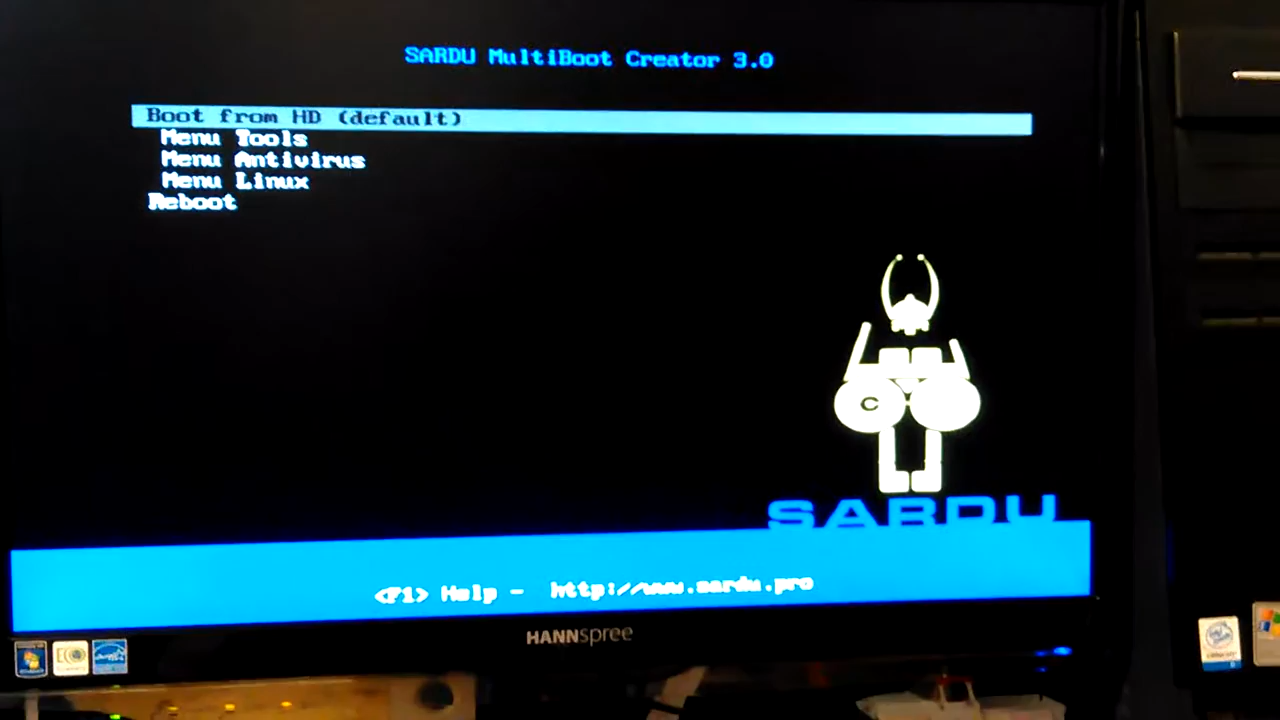 SARDU MultiBoot Creator 3.0
Boot from HD (default)
Menu Tools
Menu Antivirus
Menu Linux
Reboot
C
SARDU
<F1> Help - http://www.sardu.pro
HANNspree